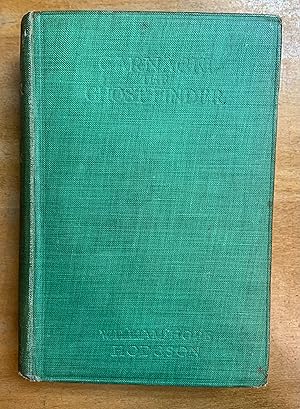 CARNACKI
THE
GHOST FINDER
WILLIAM HOPE
HODGSON